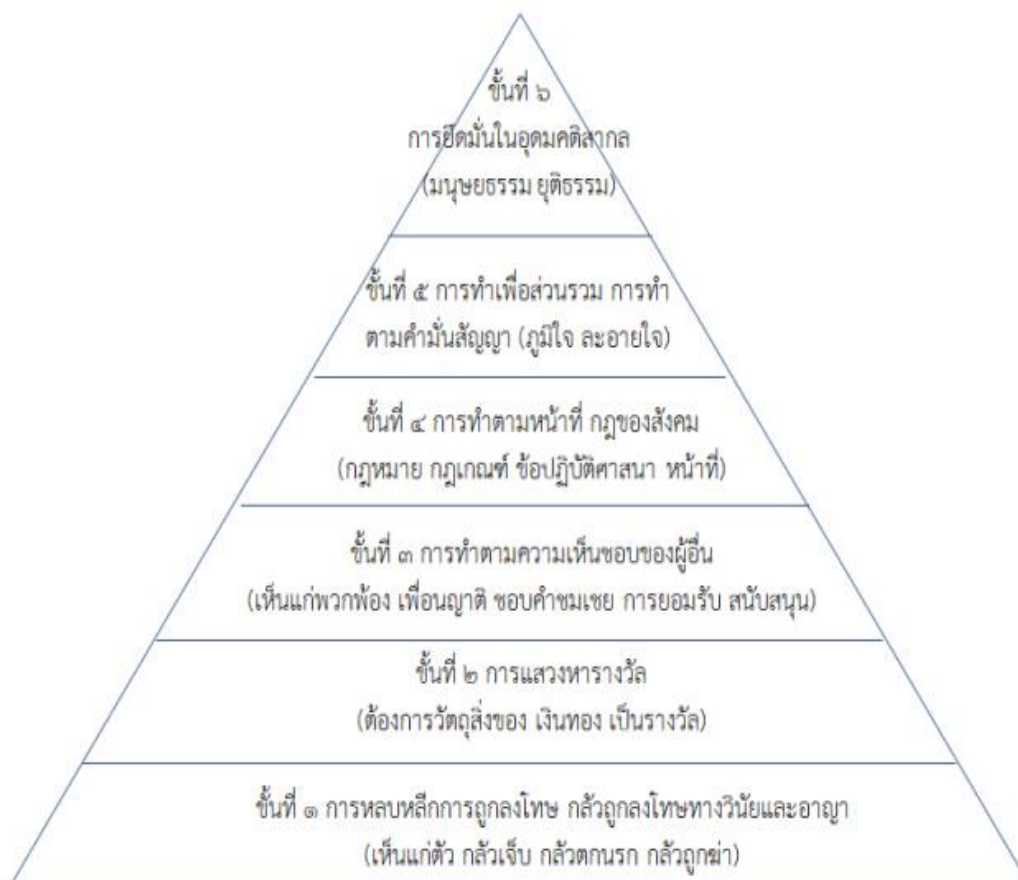 ขั้นที่ ๖
การยึดมั่นในอุดมคติสากล
(มนุษยธรรม ยุติธรรม)
ขั้นที่ ๕ การทำเพื่อส่วนรวม การทำ
ตามคำมั่นสัญญา (ภูมิใจ ละอายใจ)
ขั้นที่ ๔ การทำตามหน้าที่ กฎของสังคม
(กฎหมาย กฎเกณฑ์ ข้อปฏิบัติศาสนา หน้าที่)
ขั้นที่ ๓ การทำตามความเห็นชอบของผู้อื่น
(เห็นแก่พวกพ้อง เพื่อนญาติ ชอบคำชมเชย การยอมรับ สนับสนุน)
ขั้นที่ ๒ การแสวงหารางวัล
(ต้องการวัตถุสิ่งของ เงินทอง เป็นรางวัล)
ขั้นที่ ๑ การหลบหลีกการถูกลงโทษ กลัวถูกลงโทษทางวินัยและอาญา
(เห็นแก่ตัว กลัวเจ็บ กลัวตกนรก กลัวถูกฆ่า)